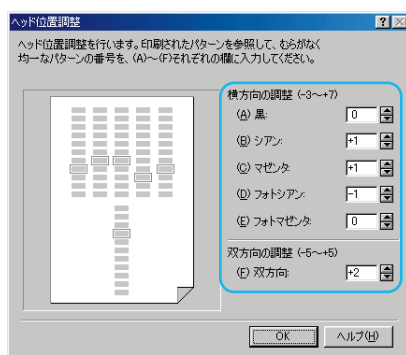 ヘッド位置調整
ヘッド位置調整を行います。印刷されたパターンを参照して、むらがなく
均一なパターンの番号を、(A)～(F)それぞれの欄に入力してください。
横方向の調整 (-3～+7)
(A) 黒: 0
(B) シアン: +1
(C) マゼンタ: +1
(D) フォトシアン: -1
(E) フォトマゼンタ: 0
双方向の調整 (-5～+5)
(F) 双方向: +2
OK ヘルプ(H)